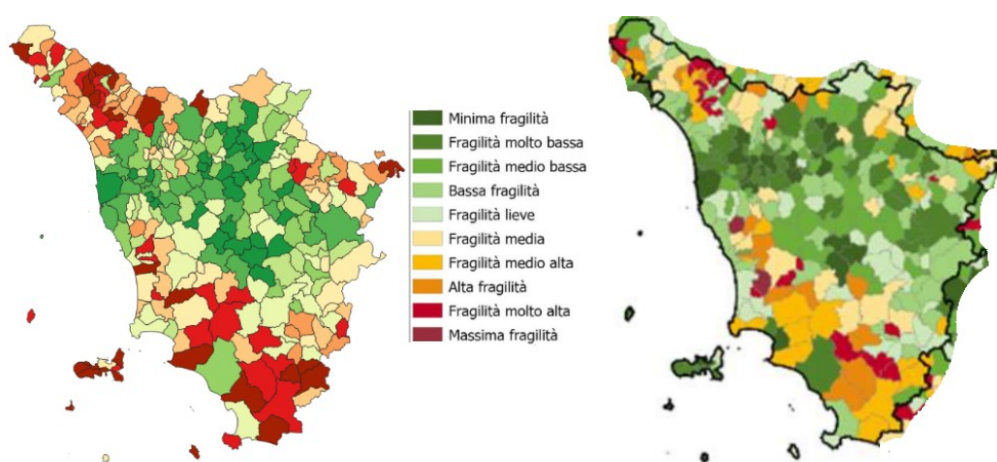 Minima fragilità
Fragilità molto bassa
Fragilità medio bassa
Bassa fragilità
Fragilità lieve
Fragilità media
Fragilità medio alta
Alta fragilità
Fragilità molto alta
Massima fragilità